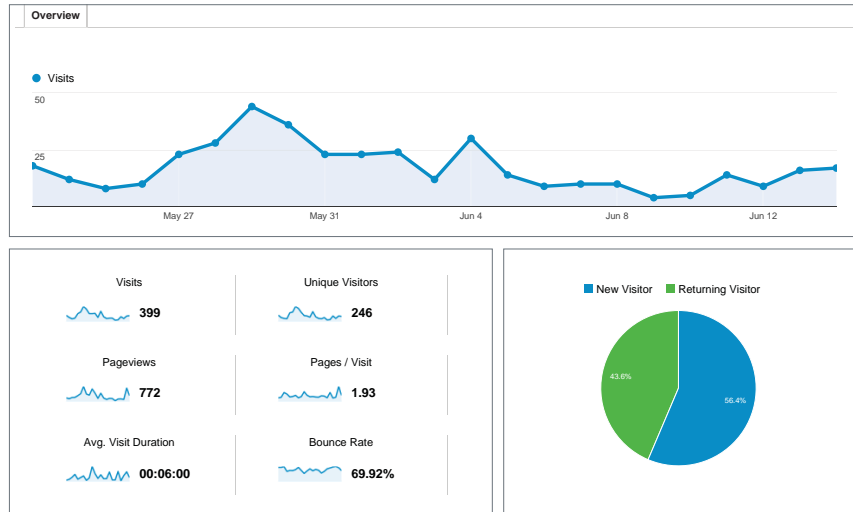 Overview
Visits
50
25
May 27 May 31 Jun 4 Jun 8 Jun 12
Visits Unique Visitors
399 246
Pageviews Pages / Visit
772 1.93
Avg. Visit Duration Bounce Rate
00:06:00 69.92%
New Visitor Returning Visitor
43.6%
56.4%